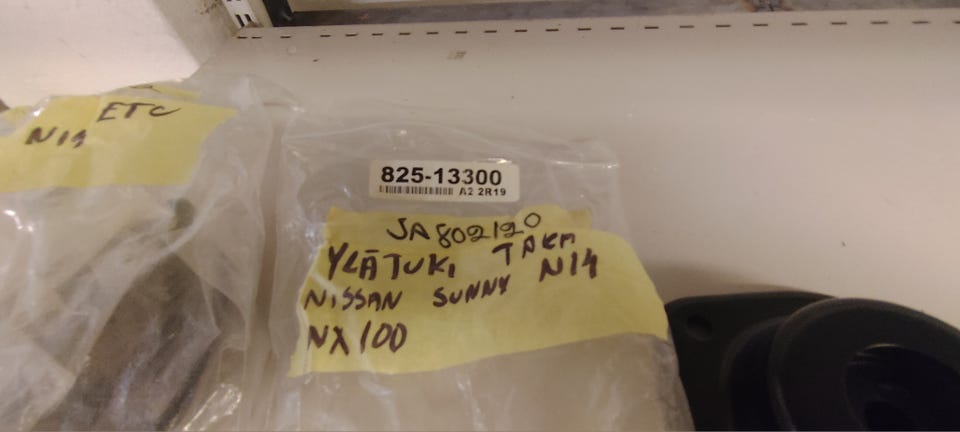 ETC
N14
825-13300
A2 2R19
JA802120
YLÄTUKI TAKA
NISSAN SUNNY N14
NX100